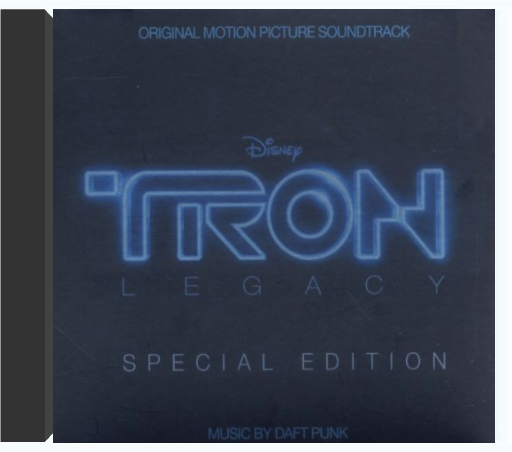 ORIGINAL MOTION PICTURE SOUNDTRACK
DISNEY
TRON
LEGACY
SPECIAL EDITION
MUSIC BY DAFT PUNK